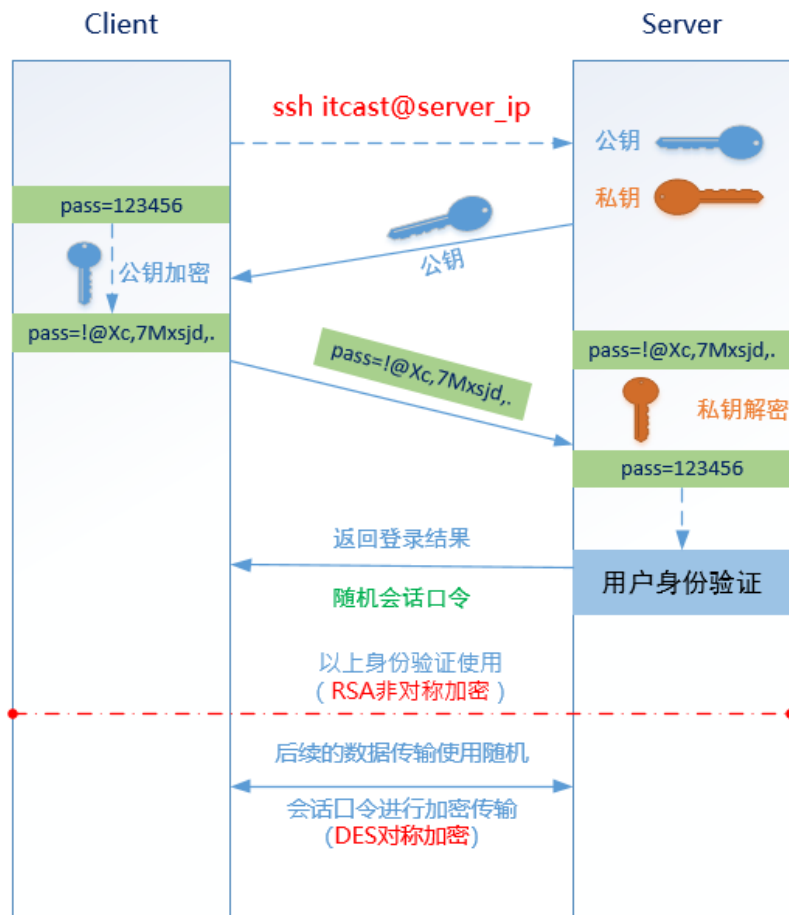 Client
Server
ssh itcast@server_ip
公钥
私钥
pass=123456
公钥
公钥加密
pass=!@Xc,7Mxsjd,.
pass=!@Xc,7Mxsjd,.
pass=!@Xc,7Mxsjd,.
私钥解密
pass=123456
返回登录结果
用户身份验证
随机会话口令
以上身份验证使用
（RSA非对称加密）
后续的数据传输使用随机
会话口令进行加密传输
（DES对称加密）